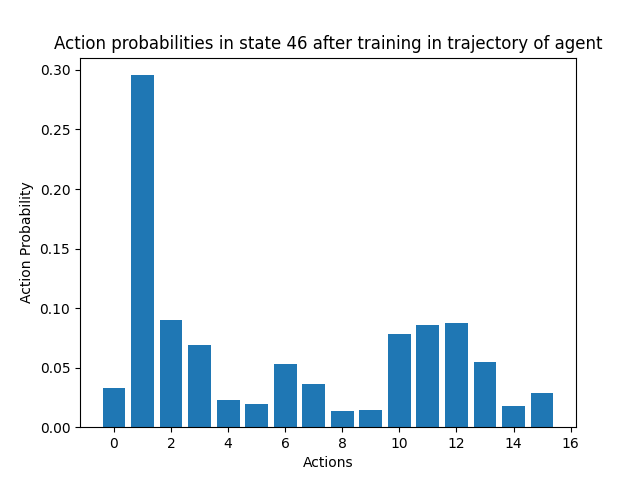 Action probabilities in state 46 after training in trajectory of agent
0.30
0.25
0.20
0.15
0.10
0.05
0.00
Action Probability
0 2 4 6 8 10 12 14 16
Actions